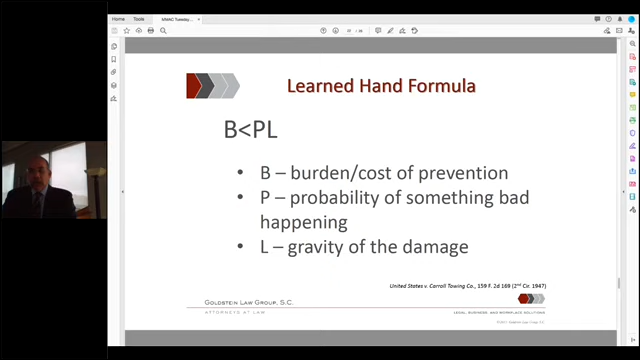 Home
Tools
MMAC Tuesday...
Learned Hand Formula
B<PL
• B – burden/cost of prevention
• P – probability of something bad
happening
• L – gravity of the damage
United States v. Carroll Towing Co., 159 F. 2d 169 (2nd Cir. 1947)
GOLDSTEIN LAW GROUP, S.C.
ATTORNEYS AT LAW
LEGAL, BUSINESS, AND WORKPLACE SOLUTIONS